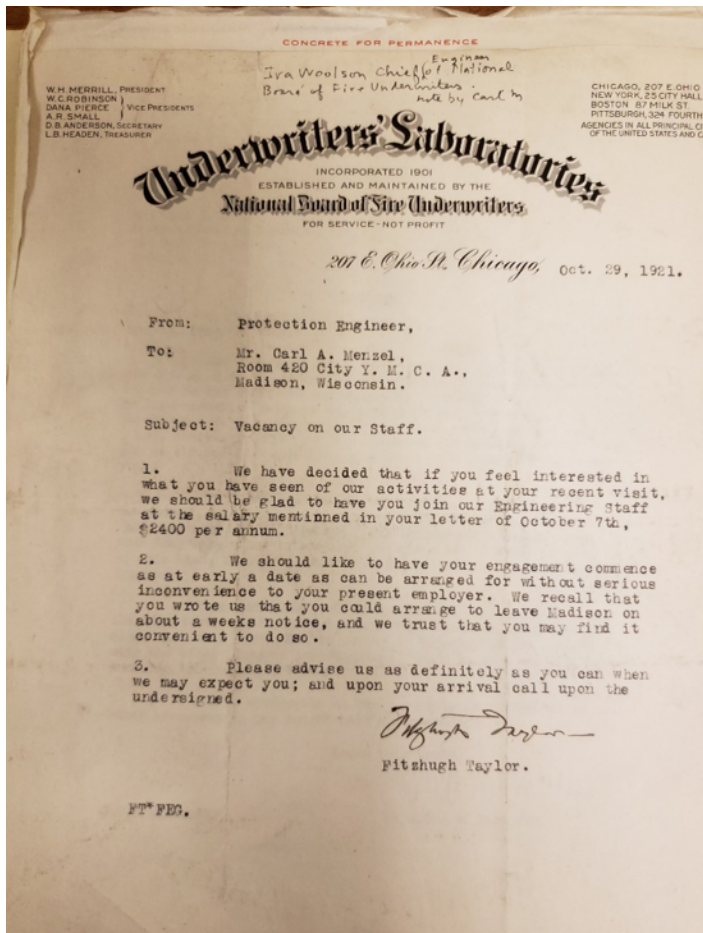 CONCRETE FOR PERMANENCE
Ira Woolson Chief Engineer of National
Board of Fire Underwriters.
note by Carl M
W.H. MERRILL, PRESIDENT
W.C. ROBINSON
DANA PIERCE } VICE PRESIDENTS
A.R. SMALL
D.B. ANDERSON, SECRETARY
L.B. HEADEN, TREASURER
CHICAGO, 207 E. OHIO
NEW YORK, 25 CITY HALL
BOSTON 87 MILK ST.
PITTSBURGH, 324 FOURTH
AGENCIES IN ALL PRINCIPAL CI
OF THE UNITED STATES AND C
Underwriters' Laboratories
INCORPORATED 1901
ESTABLISHED AND MAINTAINED BY THE
National Board of Fire Underwriters
FOR SERVICE-NOT PROFIT
207 E. Ohio St. Chicago, Oct. 29, 1921.
From: Protection Engineer,
To: Mr. Carl A. Menzel,
Room 420 City Y. M. C. A.,
Madison, Wisconsin.
Subject: Vacancy on our Staff.
1. We have decided that if you feel interested in
what you have seen of our activities at your recent visit,
we should be glad to have you join our Engineering Staff
at the salary mentioned in your letter of October 7th,
$2400 per annum.
2. We should like to have your engagement commence
as at early a date as can be arranged for without serious
inconvenience to your present employer. We recall that
you wrote us that you could arrange to leave Madison on
about a weeks notice, and we trust that you may find it
convenient to do so.
3. Please advise us as definitely as you can when
we may expect you; and upon your arrival call upon the
undersigned.
Fitzhugh Taylor
Fitzhugh Taylor.
FT*FEG.